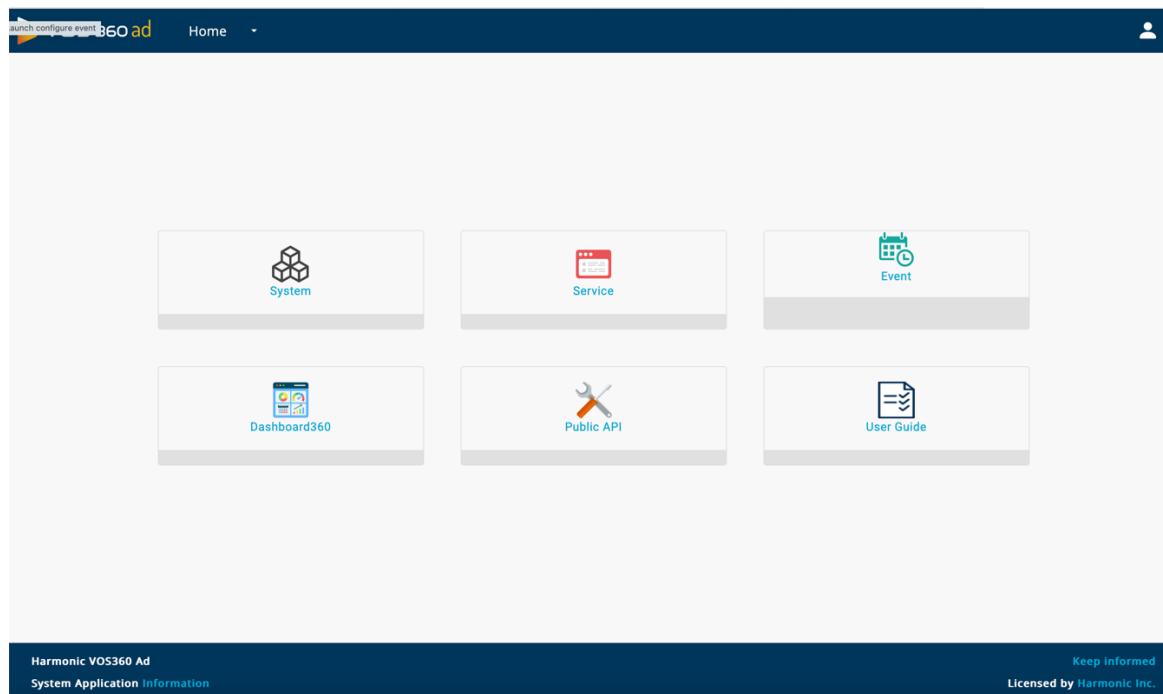 aunch configure event
360 ad
Home
System
Service
Event
Dashboard360
Public API
User Guide
Harmonic VOS360 Ad
Keep informed
System Application Information
Licensed by Harmonic Inc.